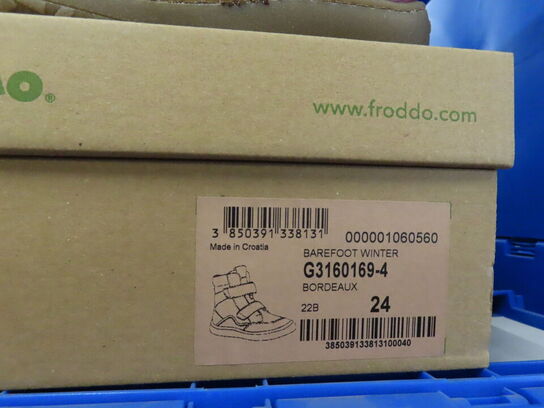 do®
www.froddo.com
3 850391 338131
000001060560
Made in Croatia
BAREFOOT WINTER
G3160169-4
BORDEAUX
22B
24
385039133813100040